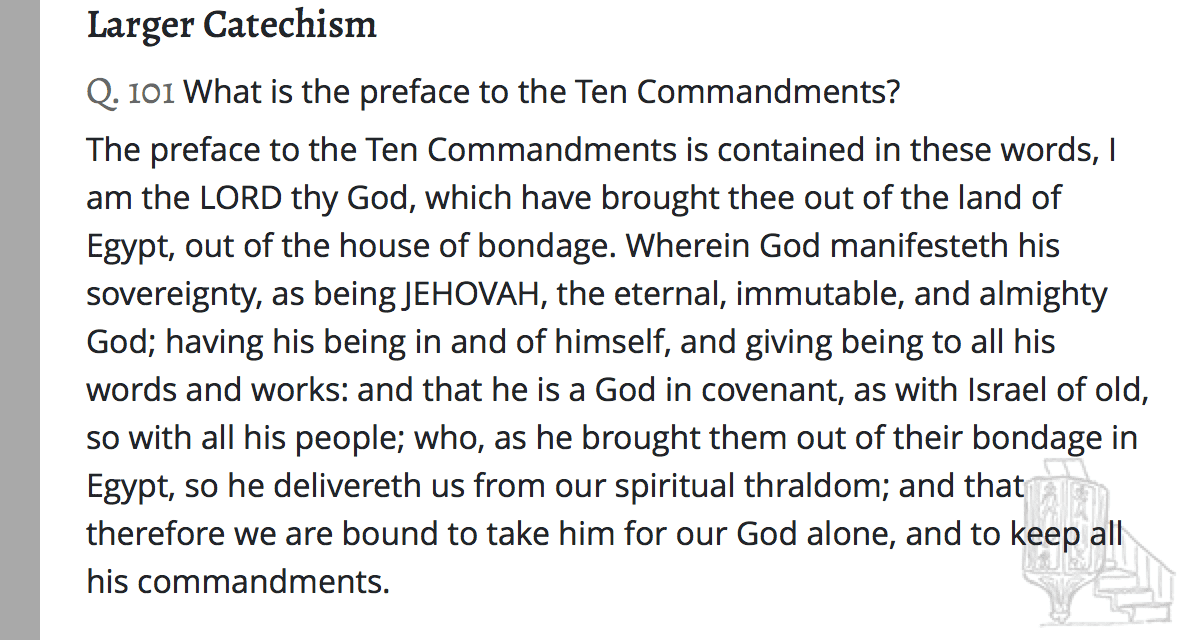 Larger Catechism
Q. 101 What is the preface to the Ten Commandments?
The preface to the Ten Commandments is contained in these words, I
am the LORD thy God, which have brought thee out of the land of
Egypt, out of the house of bondage. Wherein God manifesteth his
sovereignty, as being JEHOVAH, the eternal, immutable, and almighty
God; having his being in and of himself, and giving being to all his
words and works: and that he is a God in covenant, as with Israel of old,
so with all his people; who, as he brought them out of their bondage in
Egypt, so he delivereth us from our spiritual thraldom; and that
therefore we are bound to take him for our God alone, and to keep all
his commandments.